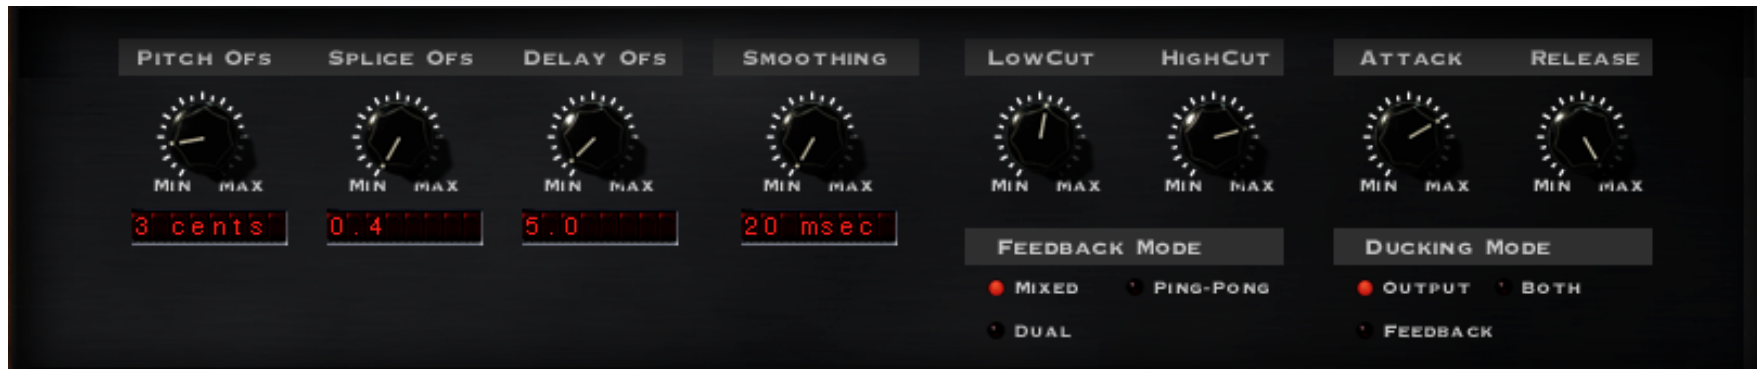 PITCH OFS SPLICE OFS DELAY OFS SMOOTHING LOWCUT HIGHCUT ATTACK RELEASE
MIN MAX MIN MAX MIN MAX MIN MAX MIN MAX MIN MAX MIN MAX MIN MAX
3 cents 0.4 5.0 20 msec
FEEDBACK MODE DUCKING MODE
MIXED PING-PONG OUTPUT BOTH
DUAL FEEDBACK